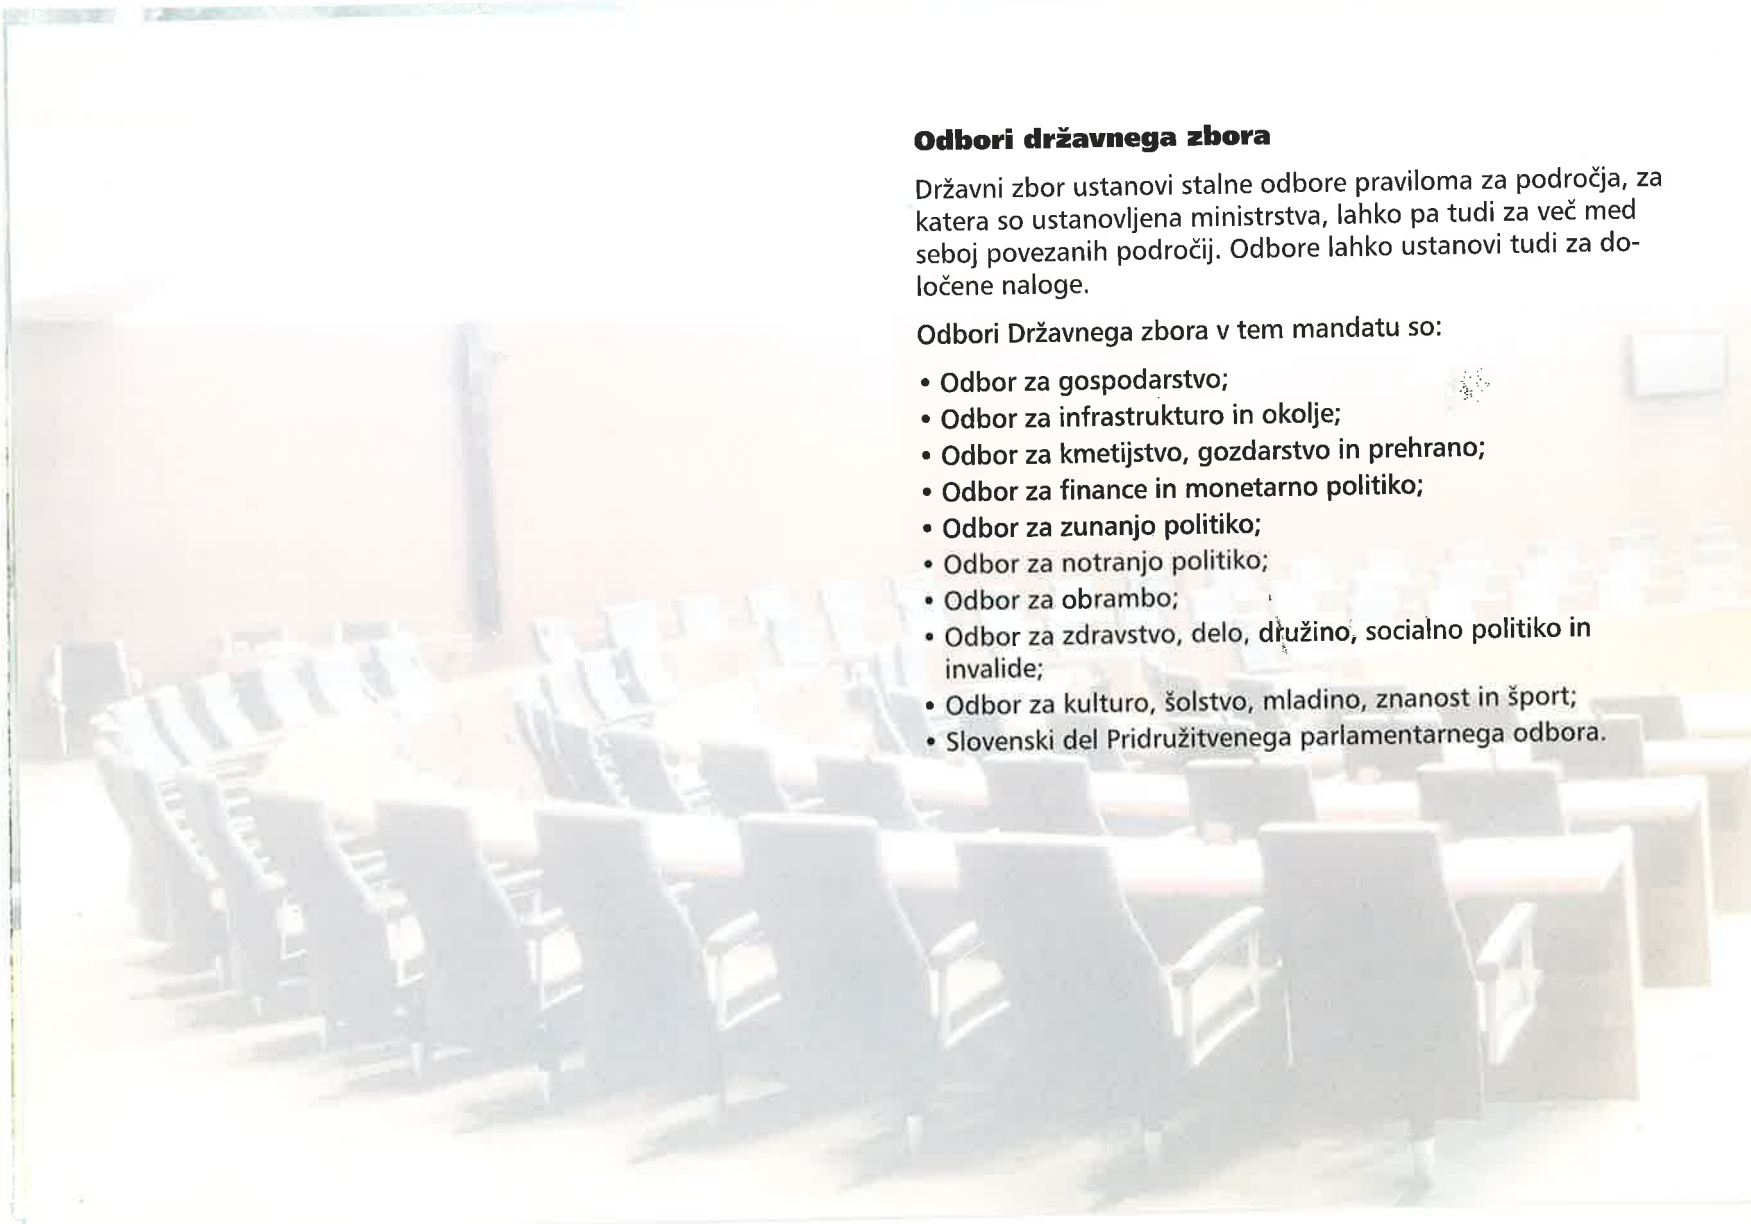 Odbori državnega zbora
Državni zbor ustanovi stalne odbore praviloma za področja, za
katera so ustanovljena ministrstva, lahko pa tudi za več med
seboj povezanih področij. Odbore lahko ustanovi tudi za do-
ločene naloge.
Odbori Državnega zbora v tem mandatu so:
• Odbor za gospodarstvo;
• Odbor za infrastrukturo in okolje;
• Odbor za kmetijstvo, gozdarstvo in prehrano;
• Odbor za finance in monetarno politiko;
• Odbor za zunanjo politiko;
• Odbor za notranjo politiko;
• Odbor za obrambo;
• Odbor za zdravstvo, delo, družino, socialno politiko in
invalide;
• Odbor za kulturo, šolstvo, mladino, znanost in šport;
• Slovenski del Pridružitvenega parlamentarnega odbora.